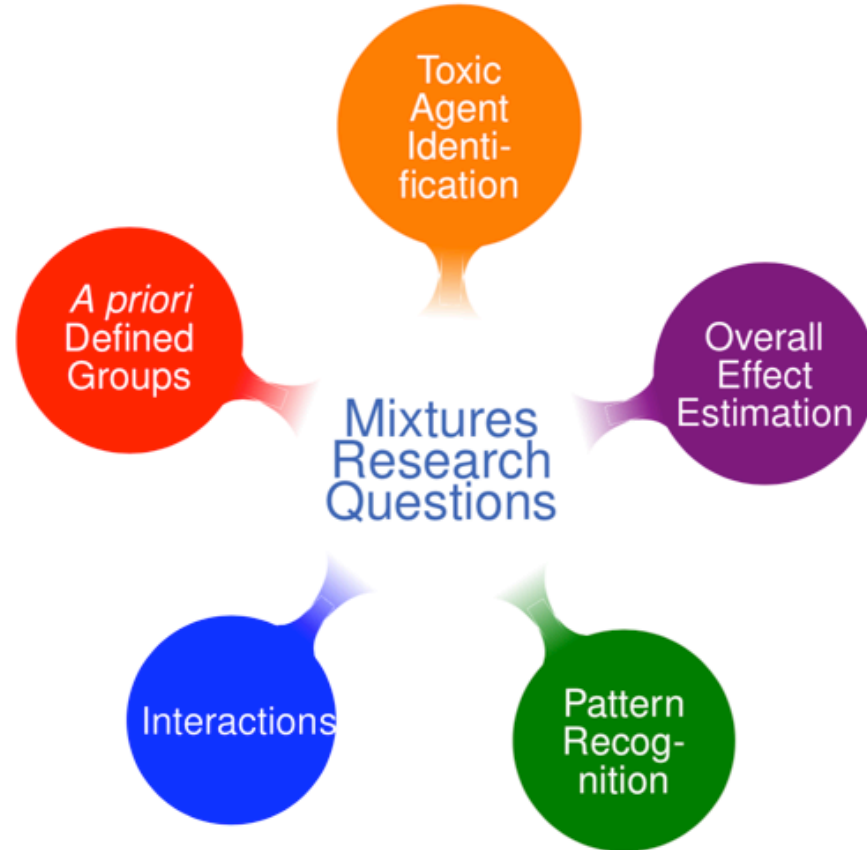 Toxic
Agent
Identi-
fication
A priori
Defined
Groups
Overall
Effect
Estimation
Mixtures
Research
Questions
Interactions
Pattern
Recog-
nition